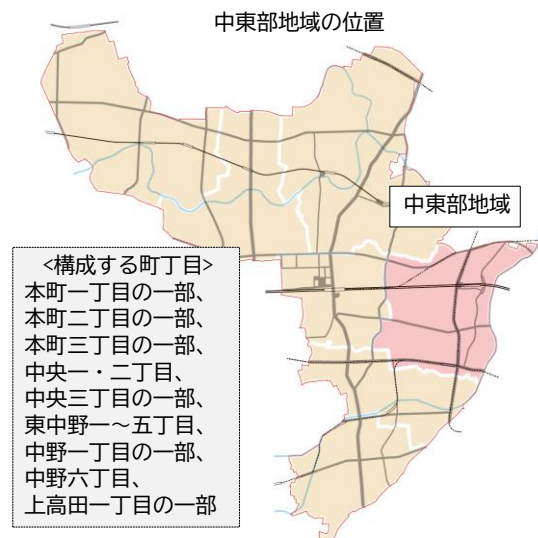 中東部地域の位置
中東部地域
<構成する町丁目>
本町一丁目の一部、
本町二丁目の一部、
本町三丁目の一部、
中央一・二丁目、
中央三丁目の一部、
東中野一～五丁目、
中野一丁目の一部、
中野六丁目、
上高田一丁目の一部